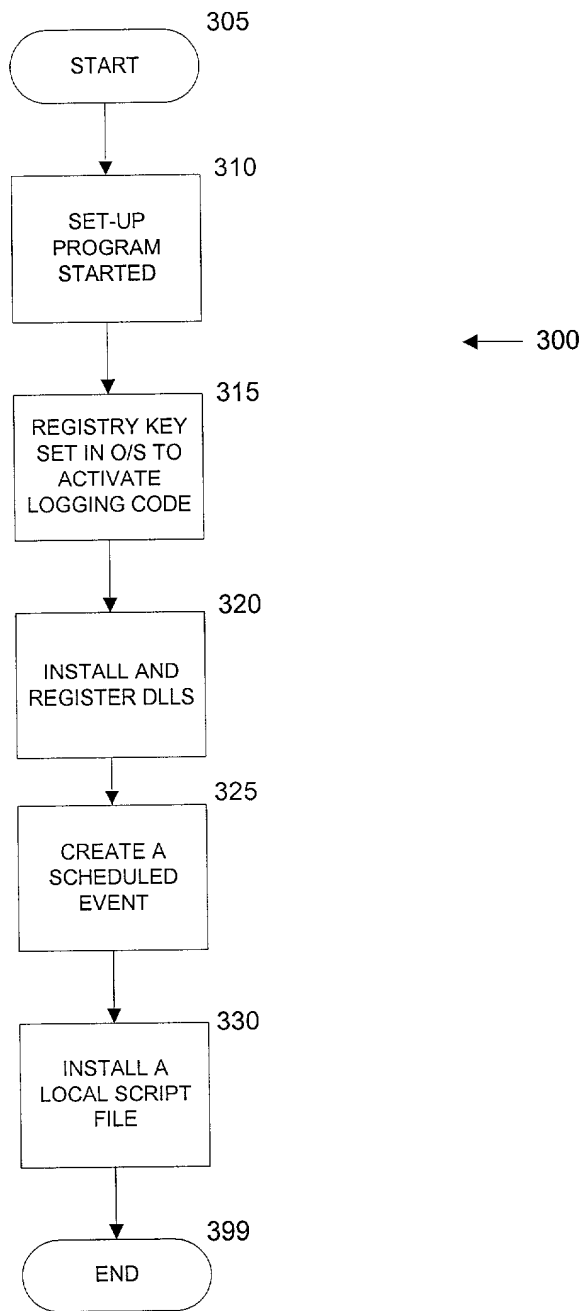 305
START
310
SET-UP
PROGRAM
STARTED
300
315
REGISTRY KEY
SET IN O/S TO
ACTIVATE
LOGGING CODE
320
INSTALL AND
REGISTER DLLS
325
CREATE A
SCHEDULED
EVENT
330
INSTALL A
LOCAL SCRIPT
FILE
399
END